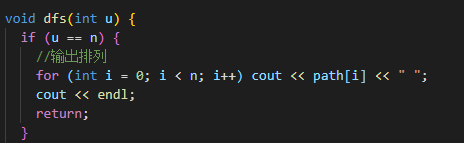 void dfs(int u) {
if (u == n) {
//输出排列
for (int i = 0; i < n; i++) cout << path[i] << " ";
cout << endl;
return;
}